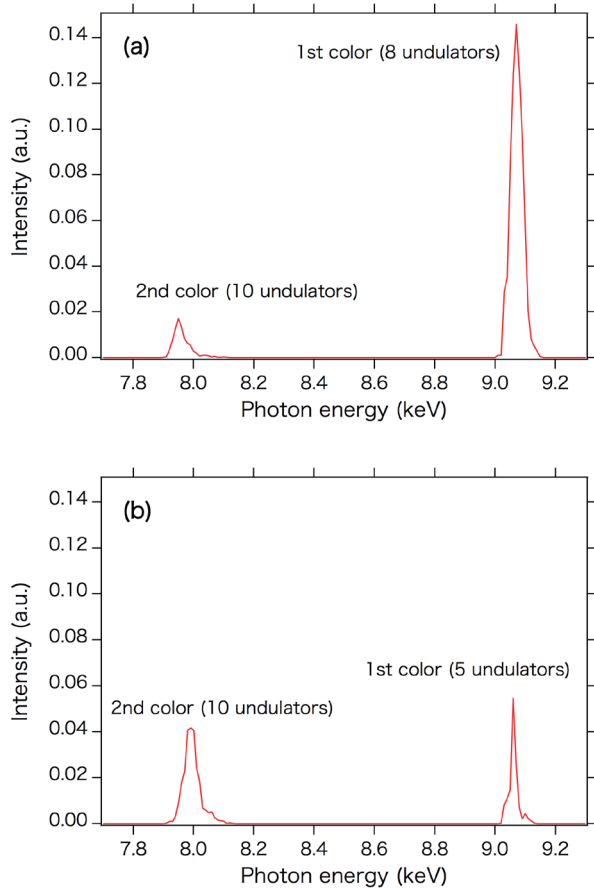 (a)
1st color (8 undulators)
2nd color (10 undulators)
Intensity (a.u.)
0.14
0.12
0.10
0.08
0.06
0.04
0.02
0.00
7.8 8.0 8.2 8.4 8.6 8.8 9.0 9.2
Photon energy (keV)
(b)
1st color (5 undulators)
2nd color (10 undulators)
Intensity (a.u.)
0.14
0.12
0.10
0.08
0.06
0.04
0.02
0.00
7.8 8.0 8.2 8.4 8.6 8.8 9.0 9.2
Photon energy (keV)